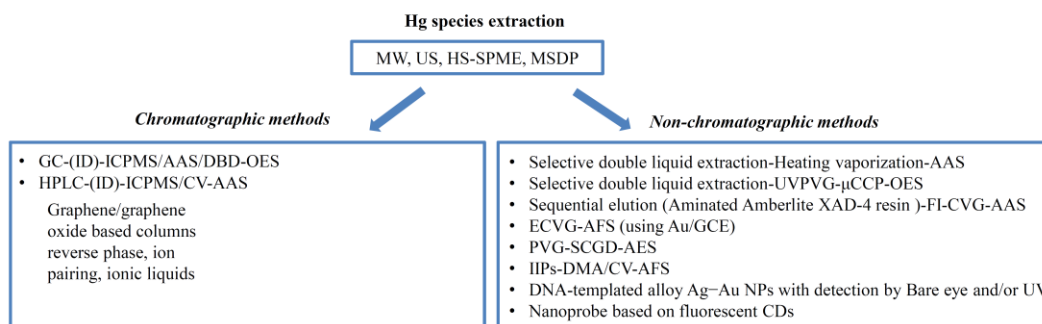 Hg species extraction
MW, US, HS-SPME, MSDP
Chromatographic methods
• GC-(ID)-ICPMS/AAS/DBD-OES
• HPLC-(ID)-ICPMS/CV-AAS
Graphene/graphene
oxide based columns
reverse phase, ion
pairing, ionic liquids
Non-chromatographic methods
• Selective double liquid extraction-Heating vaporization-AAS
• Selective double liquid extraction-UVPVG-μCCP-OES
• Sequential elution (Aminated Amberlite XAD-4 resin )-FI-CVG-AAS
• ECVG-AFS (using Au/GCE)
• PVG-SCGD-AES
• IIPs-DMA/CV-AFS
• DNA-templated alloy Ag−Au NPs with detection by Bare eye and/or UV
• Nanoprobe based on fluorescent CDs